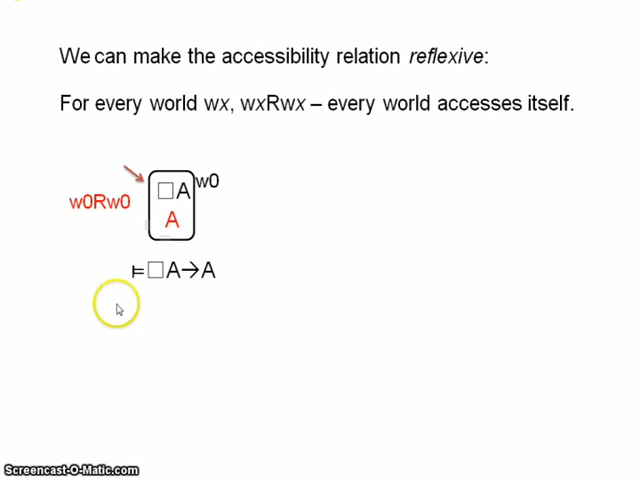 We can make the accessibility relation reflexive:
For every world wx, wxRwx – every world accesses itself.
□A w0
w0Rw0
A
⊨□A→A
Screencast-O-Matic.com